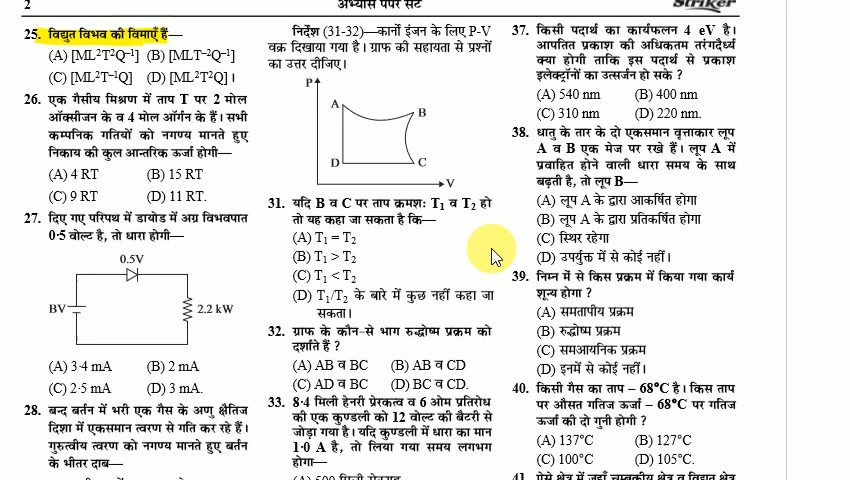 2
अभ्यास पेपर सेट
Striker
25. विद्युत विभव की विमाएँ हैं—
(A) [ML²T²Q⁻¹] (B) [MLT⁻²Q⁻¹]
(C) [ML²T⁻¹Q] (D) [ML²T²Q]।
26. एक गैसीय मिश्रण में ताप T पर 2 मोल
ऑक्सीजन के व 4 मोल ऑर्गन के हैं। सभी
कम्पनिक गतियों को नगण्य मानते हुए
निकाय की कुल आन्तरिक ऊर्जा होगी—
(A) 4 RT (B) 15 RT
(C) 9 RT (D) 11 RT.
27. दिए गए परिपथ में डायोड में अग्र विभवपात
0·5 वोल्ट है, तो धारा होगी—
0.5V
BV
2.2 kW
(A) 3·4 mA (B) 2 mA
(C) 2·5 mA (D) 3 mA.
28. बन्द बर्तन में भरी एक गैस के अणु क्षैतिज
दिशा में एकसमान त्वरण से गति कर रहे हैं।
गुरुत्वीय त्वरण को नगण्य मानते हुए बर्तन
के भीतर दाब—
निर्देश (31-32)—कार्नो इंजन के लिए P-V
वक्र दिखाया गया है। ग्राफ की सहायता से प्रश्नों
का उत्तर दीजिए।
P
A
B
D
C
V
31. यदि B व C पर ताप क्रमशः T₁ व T₂ हो
तो यह कहा जा सकता है कि—
(A) T₁ = T₂
(B) T₁ > T₂
(C) T₁ < T₂
(D) T₁/T₂ के बारे में कुछ नहीं कहा जा
सकता।
32. ग्राफ के कौन-से भाग रुद्धोष्म प्रक्रम को
दर्शाते हैं ?
(A) AB व BC (B) AB व CD
(C) AD व BC (D) BC व CD.
33. 8·4 मिली हेनरी प्रेरकत्व व 6 ओम प्रतिरोध
की एक कुण्डली को 12 वोल्ट की बैटरी से
जोड़ा गया है। यदि कुण्डली में धारा का मान
1·0 A है, तो लिया गया समय लगभग
होगा—
37. किसी पदार्थ का कार्यफलन 4 eV है।
आपतित प्रकाश की अधिकतम तरंगदैर्ध्य
क्या होगी ताकि इस पदार्थ से प्रकाश
इलेक्ट्रॉनों का उत्सर्जन हो सके ?
(A) 540 nm (B) 400 nm
(C) 310 nm (D) 220 nm.
38. धातु के तार के दो एकसमान वृत्ताकार लूप
A व B एक मेज पर रखे हैं। लूप A में
प्रवाहित होने वाली धारा समय के साथ
बढ़ती है, तो लूप B—
(A) लूप A के द्वारा आकर्षित होगा
(B) लूप A के द्वारा प्रतिकर्षित होगा
(C) स्थिर रहेगा
(D) उपर्युक्त में से कोई नहीं।
39. निम्न में से किस प्रक्रम में किया गया कार्य
शून्य होगा ?
(A) समतापीय प्रक्रम
(B) रुद्धोष्म प्रक्रम
(C) समआयनिक प्रक्रम
(D) इनमें से कोई नहीं।
40. किसी गैस का ताप – 68°C है। किस ताप
पर औसत गतिज ऊर्जा – 68°C पर गतिज
ऊर्जा की दो गुनी होगी ?
(A) 137°C (B) 127°C
(C) 100°C (D) 105°C.